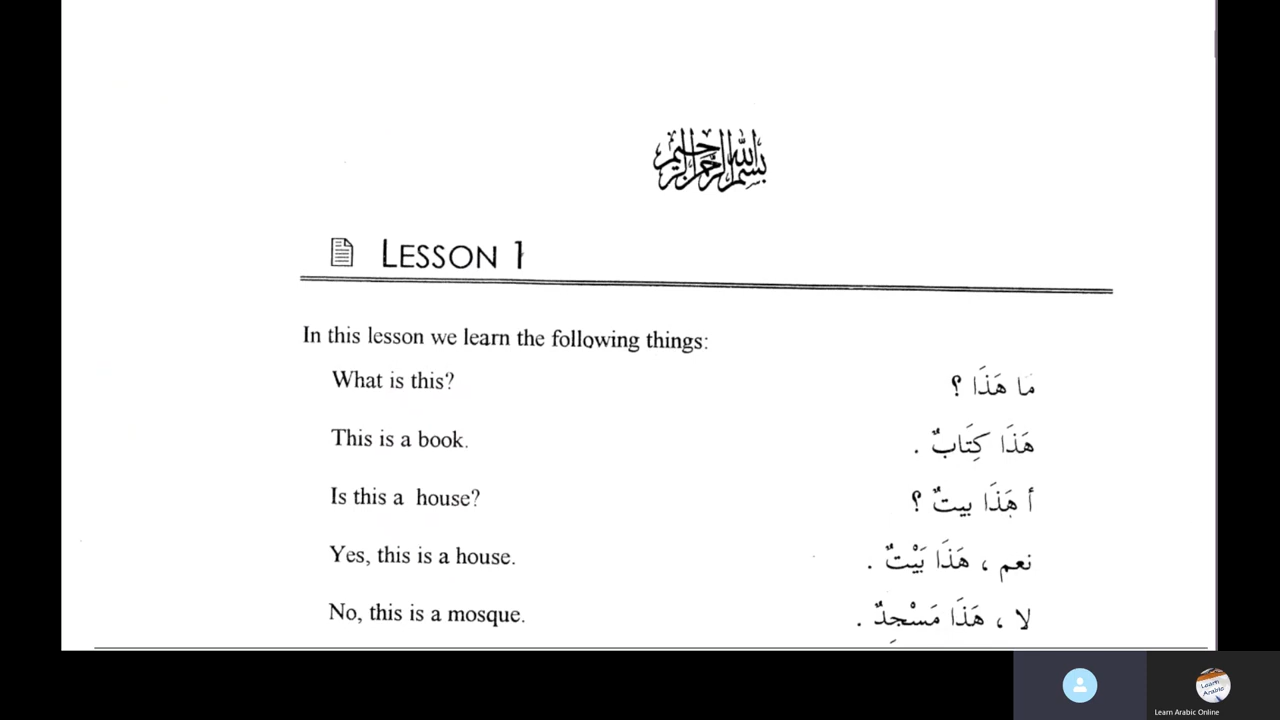 بسم الله الرحمن الرحيم
LESSON 1
In this lesson we learn the following things:
What is this? مَا هَذَا ؟
This is a book. هَذَا كِتَابٌ .
Is this a house? أ هَذَا بيتٌ ؟
Yes, this is a house. نعم ، هَذَا بَيْتٌ .
No, this is a mosque. لا ، هَذَا مَسْجِدٌ .
Learn Arabic
Learn Arabic Online